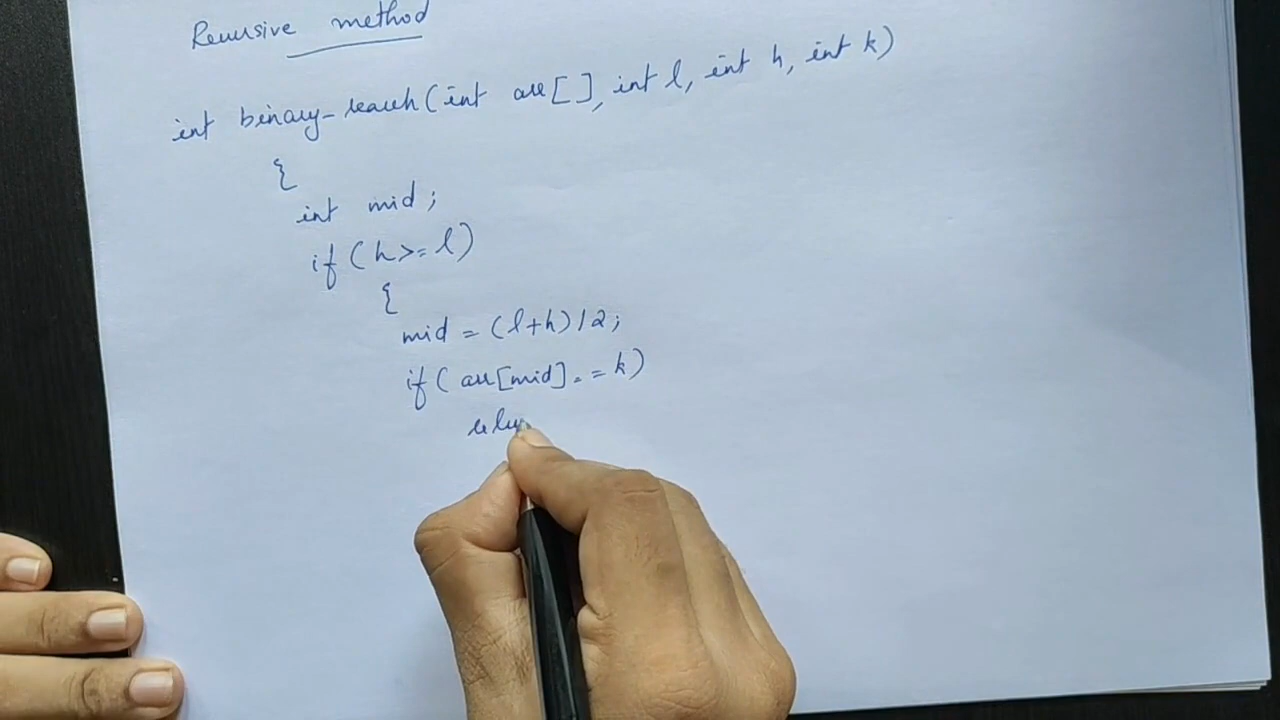 Recursive method
int binary-search(int arr[], int l, int h, int k)
{
int mid;
if(h>=l)
{
mid = (l+h)/2;
if(arr[mid]==k)